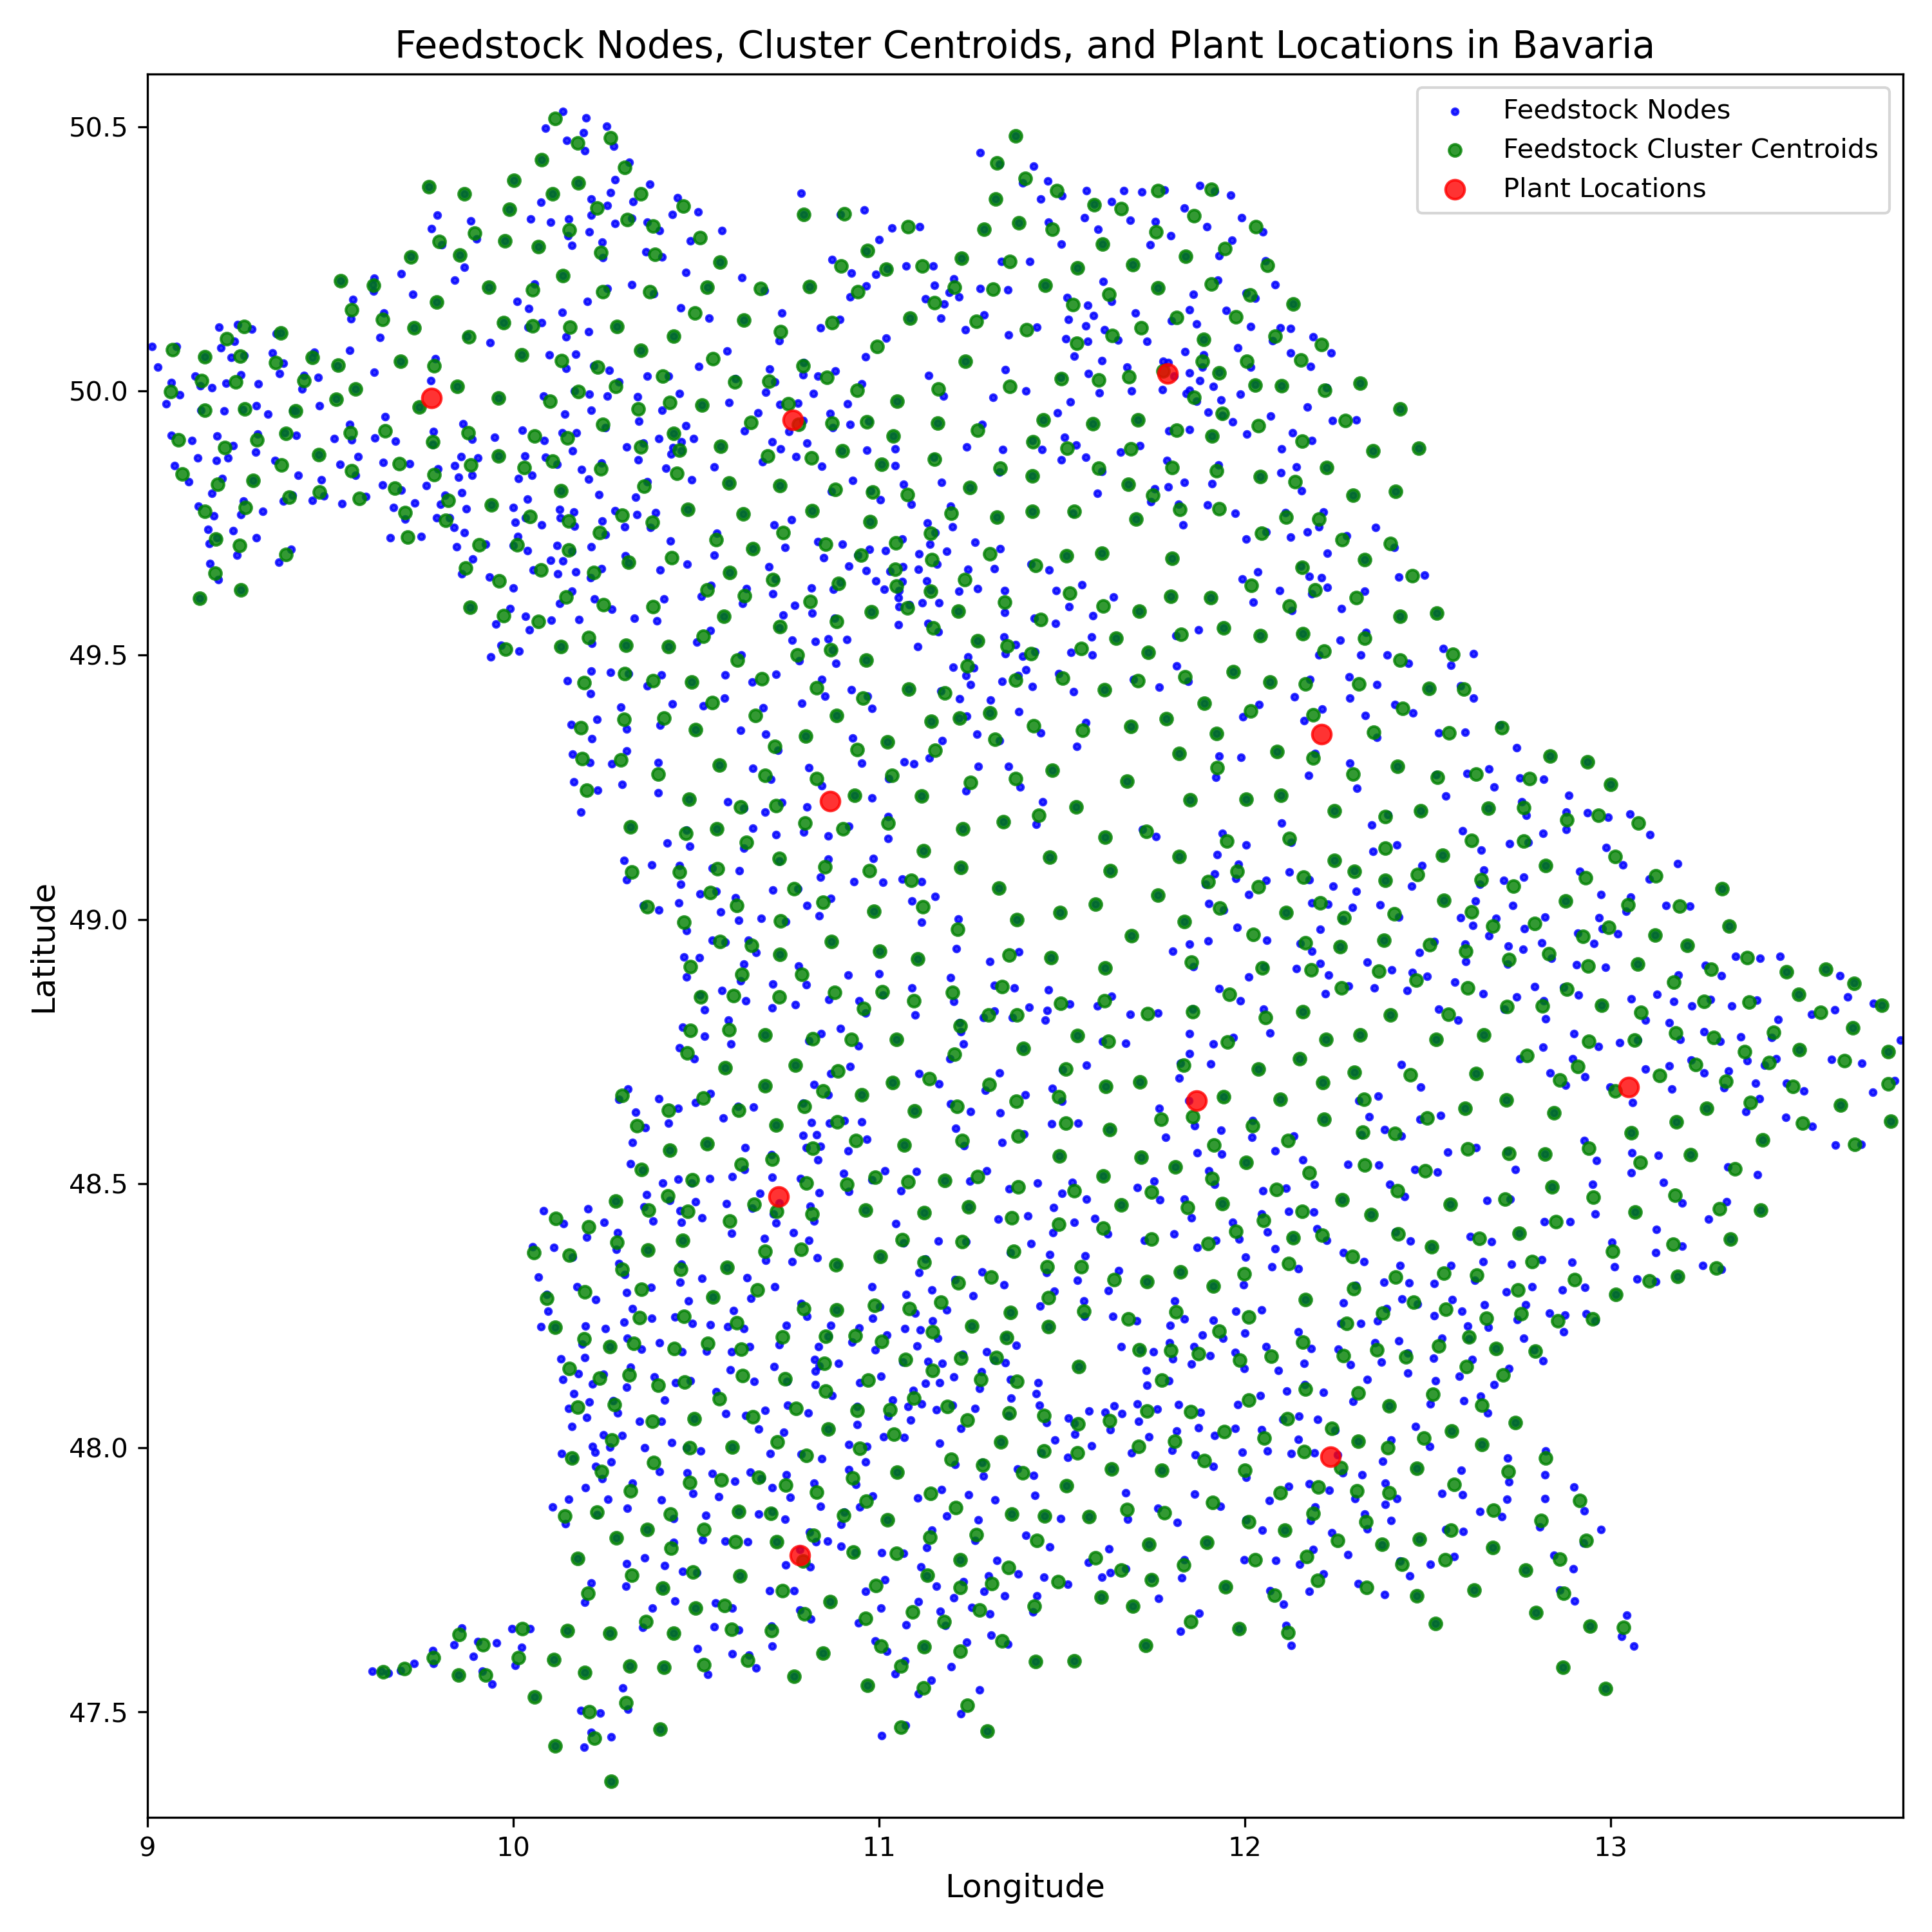 Feedstock Nodes, Cluster Centroids, and Plant Locations in Bavaria
Feedstock Nodes
Feedstock Cluster Centroids
Plant Locations
50.5
50.0
49.5
49.0
48.5
48.0
47.5
Latitude
9 10 11 12 13
Longitude